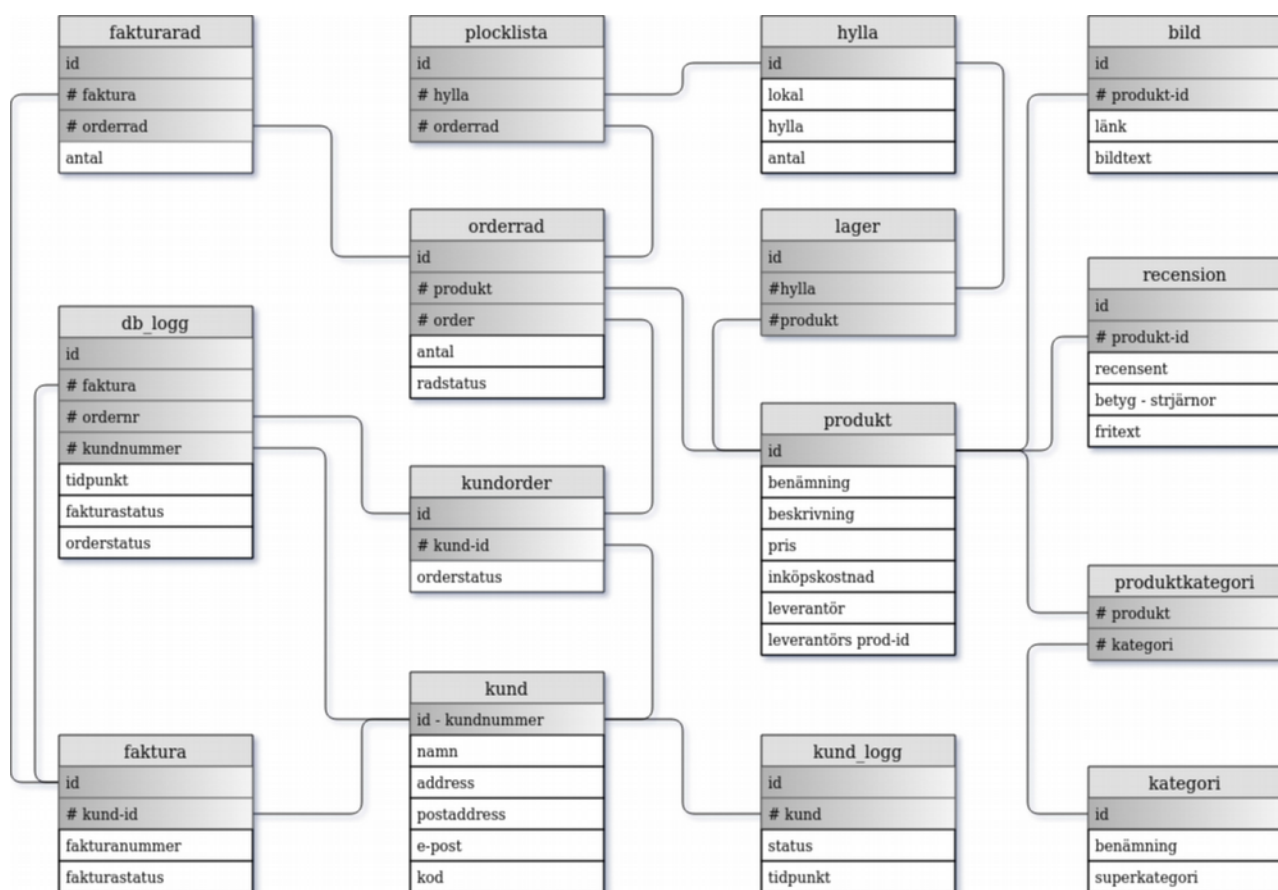 fakturarad
id
# faktura
# orderrad
antal
plocklista
id
# hylla
# orderrad
hylla
id
lokal
hylla
antal
bild
id
# produkt-id
länk
bildtext
orderrad
id
# produkt
# order
antal
radstatus
lager
id
#hylla
#produkt
recension
id
# produkt-id
recensent
betyg - strjärnor
fritext
db_logg
id
# faktura
# ordernr
# kundnummer
tidpunkt
fakturastatus
orderstatus
kundorder
id
# kund-id
orderstatus
produkt
id
benämning
beskrivning
pris
inköpskostnad
leverantör
leverantörs prod-id
produktkategori
# produkt
# kategori
faktura
id
# kund-id
fakturanummer
fakturastatus
kund
id - kundnummer
namn
address
postaddress
e-post
kod
kund_logg
id
# kund
status
tidpunkt
kategori
id
benämning
superkategori